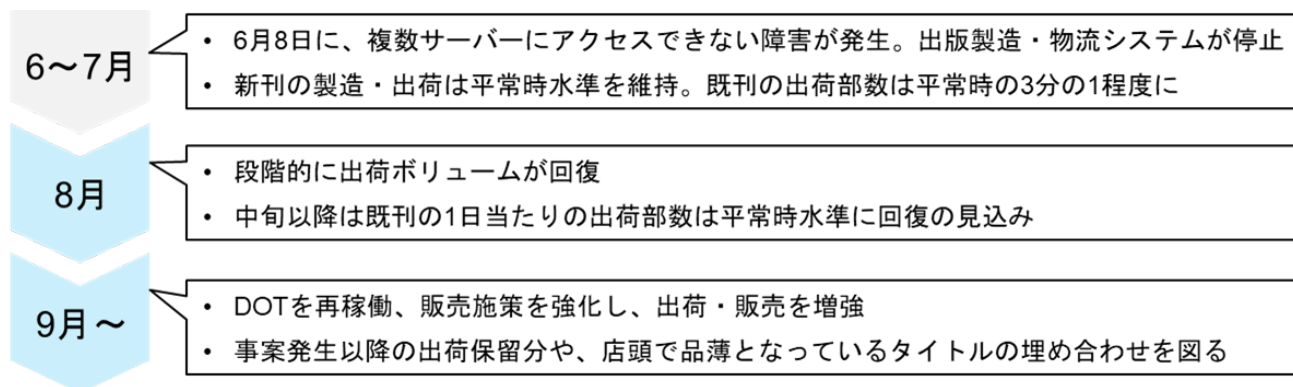 6〜7月
• 6月8日に、複数サーバーにアクセスできない障害が発生。出版製造・物流システムが停止
• 新刊の製造・出荷は平常時水準を維持。既刊の出荷部数は平常時の3分の1程度に
8月
• 段階的に出荷ボリュームが回復
• 中旬以降は既刊の1日当たりの出荷部数は平常時水準に回復の見込み
9月〜
• DOTを再稼働、販売施策を強化し、出荷・販売を増強
• 事案発生以降の出荷保留分や、店頭で品薄となっているタイトルの埋め合わせを図る